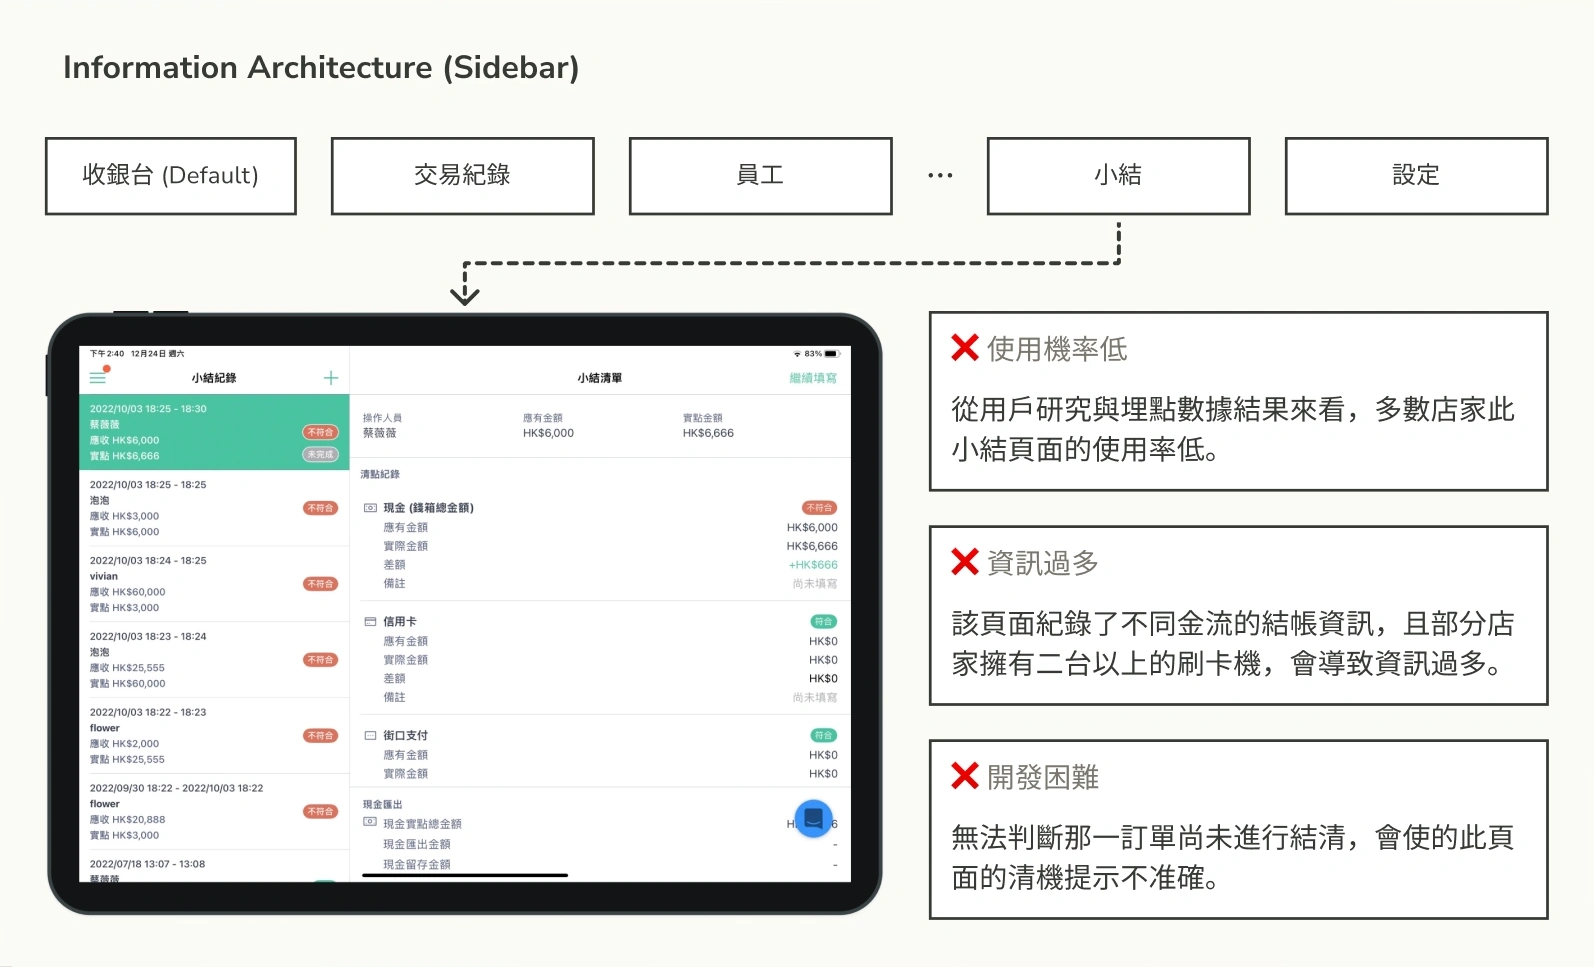 Information Architecture (Sidebar)
收銀台 (Default)
交易紀錄
員工
...
小結
設定
下午2:40 12月24日 週六
83%
小結紀錄
小結清單
繼續填寫
2022/10/03 18:25 - 18:30
蔡薇薇
應收 HK$6,000
不符合
實點 HK$6,666
未完成
2022/10/03 18:25 - 18:25
泡泡
應收 HK$3,000
不符合
實點 HK$6,000
2022/10/03 18:24 - 18:25
vivian
應收 HK$60,000
不符合
實點 HK$3,000
2022/10/03 18:23 - 18:24
泡泡
應收 HK$25,555
不符合
實點 HK$60,000
2022/10/03 18:22 - 18:23
flower
應收 HK$2,000
不符合
實點 HK$25,555
2022/09/30 18:22 - 2022/10/03 18:22
flower
應收 HK$20,888
不符合
實點 HK$3,000
2022/07/18 13:07 - 13:08
蔡薇薇
操作人員
蔡薇薇
應有金額
HK$6,000
實點金額
HK$6,666
清點紀錄
現金 (錢箱總金額)
不符合
應有金額 HK$6,000
實際金額 HK$6,666
差額 +HK$666
備註 尚未填寫
信用卡
符合
應有金額 HK$0
實際金額 HK$0
差額 HK$0
備註 尚未填寫
街口支付
符合
應有金額 HK$0
實際金額 HK$0
現金匯出
現金實點總金額
現金匯出金額 -
現金留存金額 -
使用機率低
從用戶研究與埋點數據結果來看，多數店家此
小結頁面的使用率低。
資訊過多
該頁面紀錄了不同金流的結帳資訊，且部分店
家擁有二台以上的刷卡機，會導致資訊過多。
開發困難
無法判斷那一訂單尚未進行結清，會使的此頁
面的清機提示不准確。